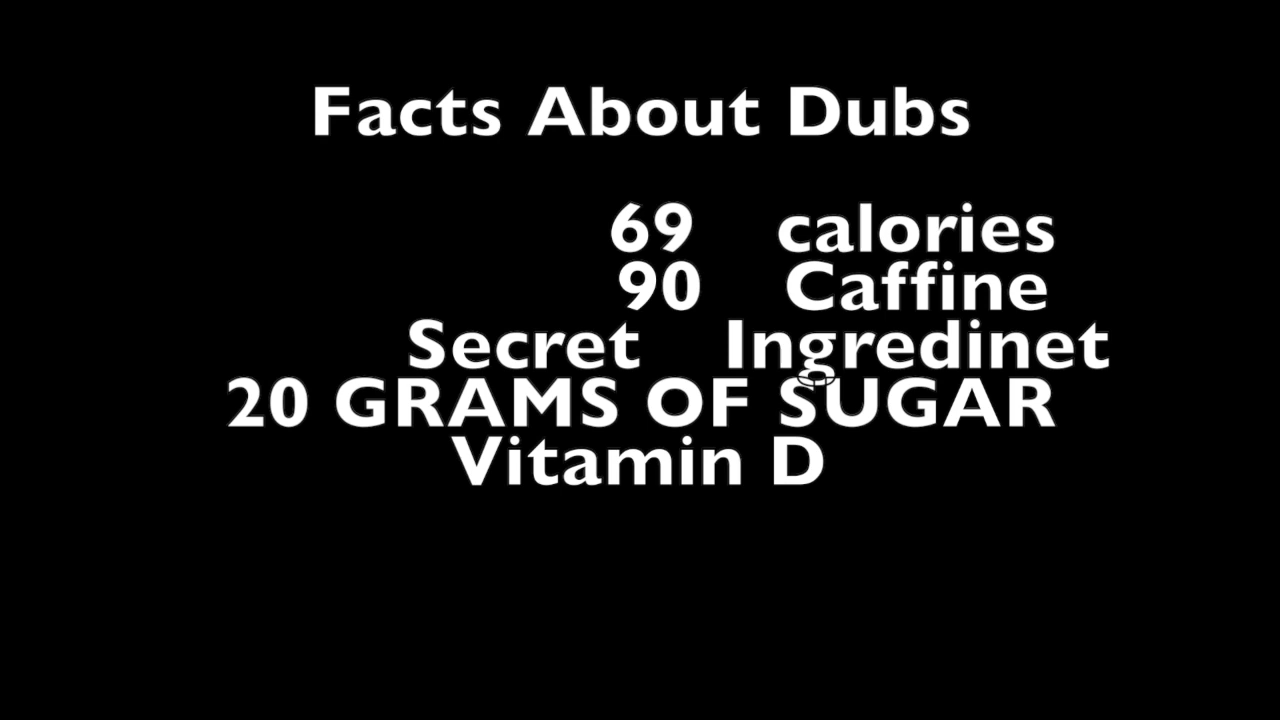 Facts About Dubs
69 calories
90 Caffine
Secret Ingredinet
20 GRAMS OF SUGAR
Vitamin D